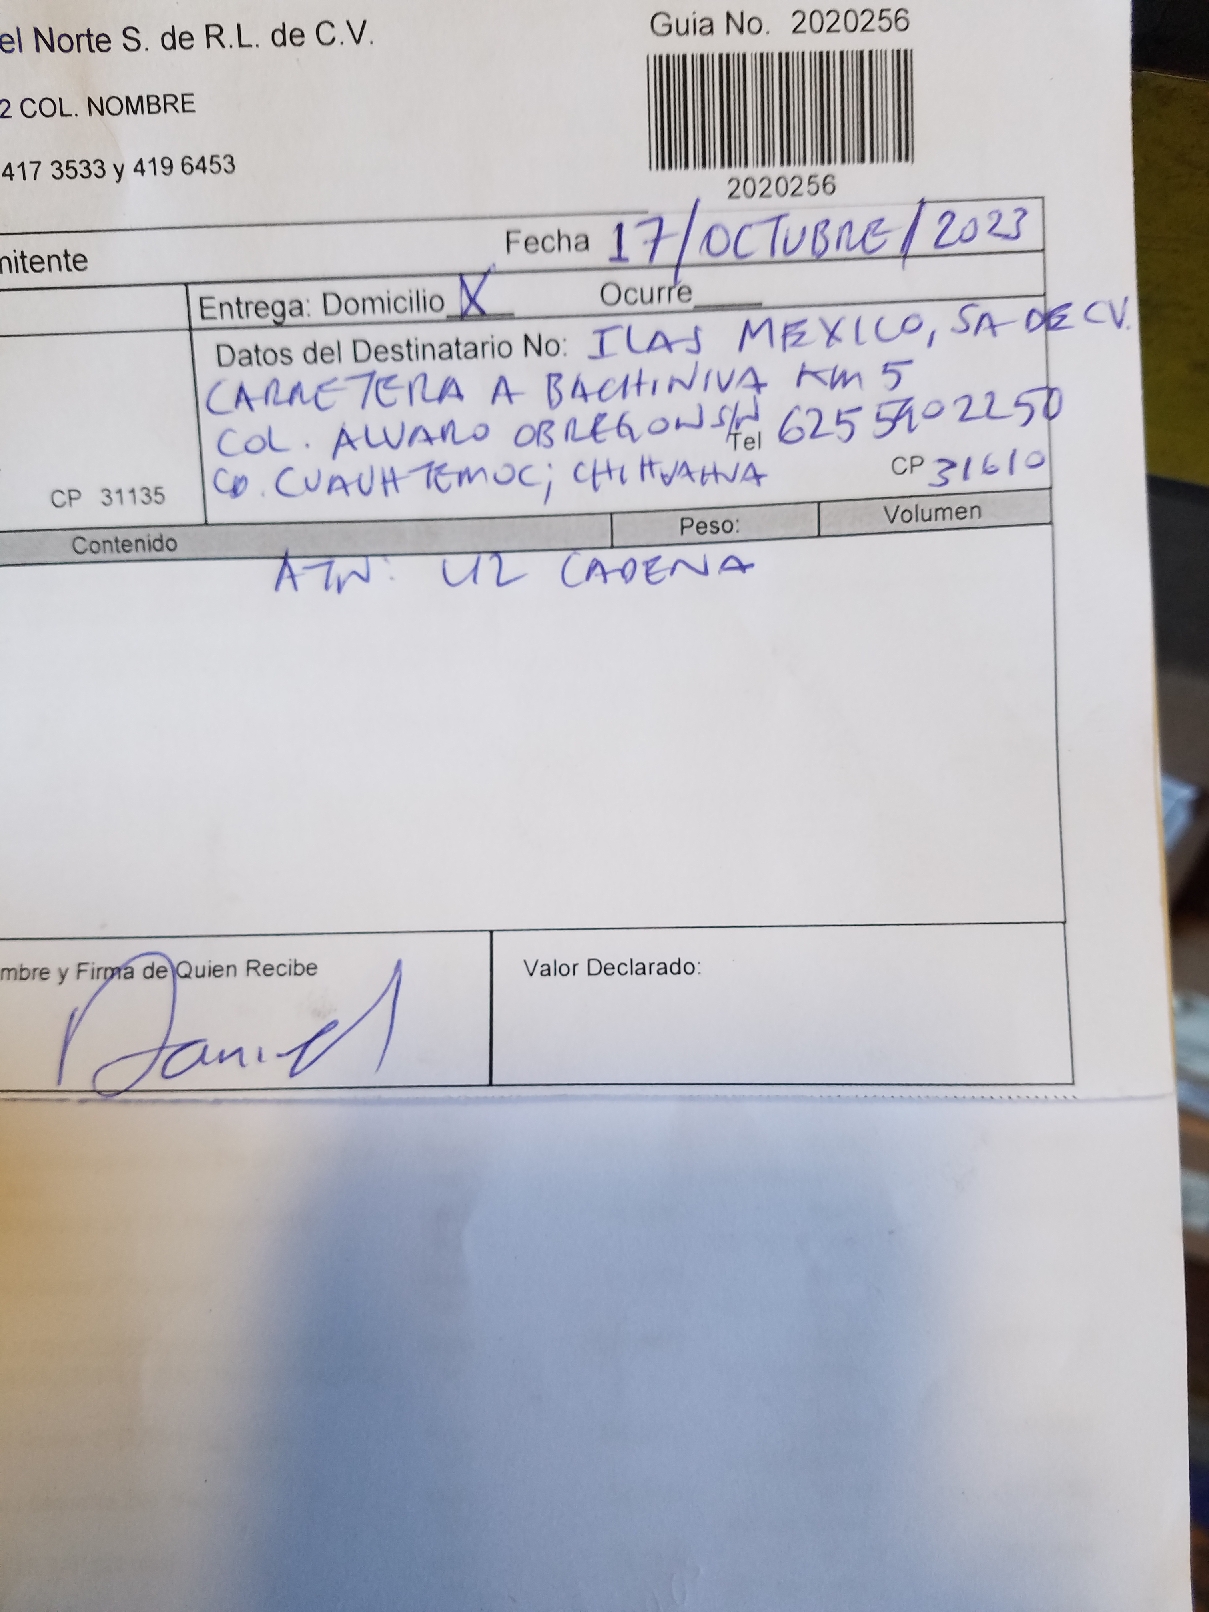 el Norte S. de R.L. de C.V.
Guia No. 2020256
2 COL. NOMBRE
417 3533 y 419 6453
2020256
mitente
Fecha 17/OCTUBRE/2023
Entrega: Domicilio X Ocurre
Datos del Destinatario No: ILAS MEXICO, SA DE CV.
CARRETERA A BACHINIVA KM 5
COL. ALVARO OBREGON S/N Tel 6255902250
CD. CUAUHTEMOC; CHIHUAHUA CP 31610
CP 31135
Contenido Peso: Volumen
ATN: LIZ CADENA
mbre y Firma de Quien Recibe
Valor Declarado:
Daniel